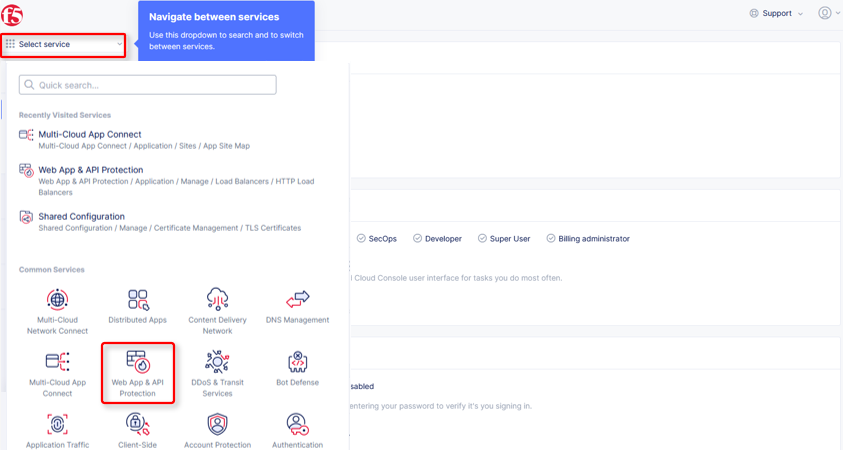 f5
Navigate between services
Use this dropdown to search and to switch
between services.
Support
Select service
Quick search...
Recently Visited Services
Multi-Cloud App Connect
Multi-Cloud App Connect / Application / Sites / App Site Map
Web App & API Protection
Web App & API Protection / Application / Manage / Load Balancers / HTTP Load
Balancers
Shared Configuration
Shared Configuration / Manage / Certificate Management / TLS Certificates
SecOps
Developer
Super User
Billing administrator
Common Services
Cloud Console user interface for tasks you do most often.
Multi-Cloud
Network Connect
Distributed Apps
Content Delivery
Network
DNS Management
Multi-Cloud App
Connect
Web App & API
Protection
DDoS & Transit
Services
Bot Defense
sabled
entering your password to verify it's you signing in.
Application Traffic
Client-Side
Account Protection
Authentication